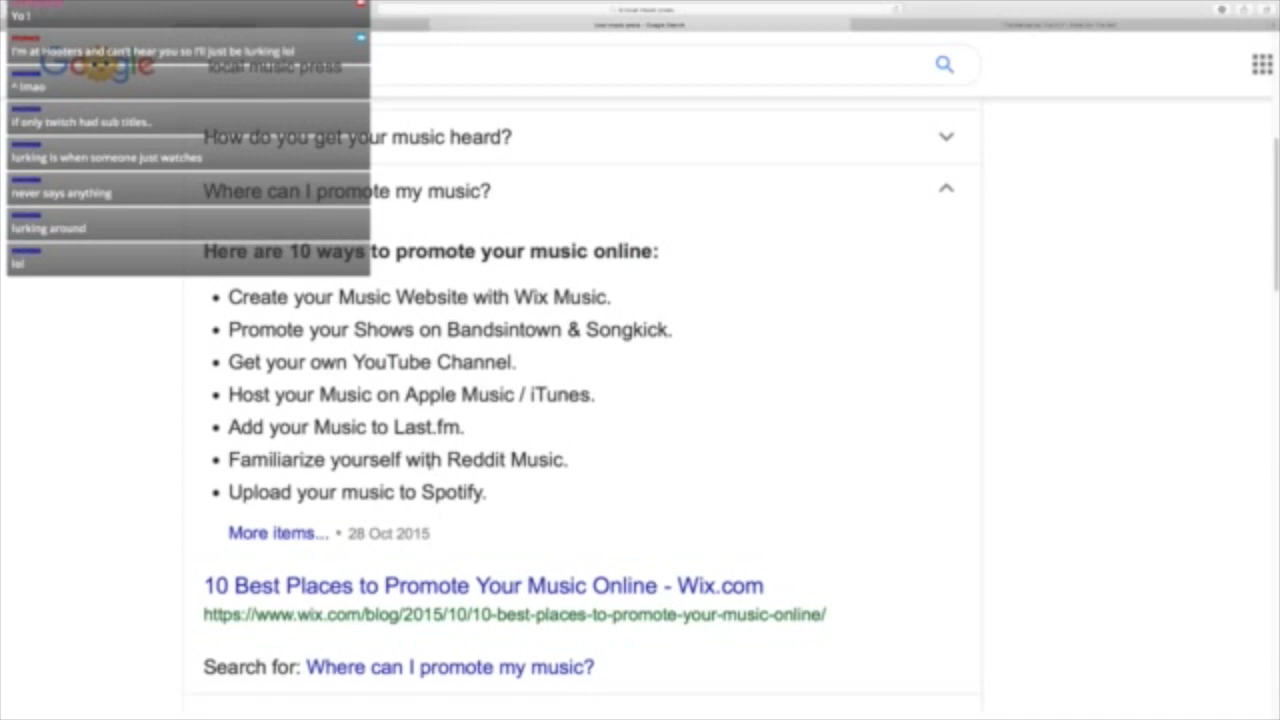 Yo !
I'm at Hooters and can't hear you so I'll just be lurking lol
Google
local music press
^ lmao
if only twitch had sub titles..
How do you get your music heard?
lurking is when someone just watches
never says anything
Where can I promote my music?
lurking around
Here are 10 ways to promote your music online:
lol
• Create your Music Website with Wix Music.
• Promote your Shows on Bandsintown & Songkick.
• Get your own YouTube Channel.
• Host your Music on Apple Music / iTunes.
• Add your Music to Last.fm.
• Familiarize yourself with Reddit Music.
• Upload your music to Spotify.
More items... • 28 Oct 2015
10 Best Places to Promote Your Music Online - Wix.com
https://www.wix.com/blog/2015/10/10-best-places-to-promote-your-music-online/
Search for: Where can I promote my music?